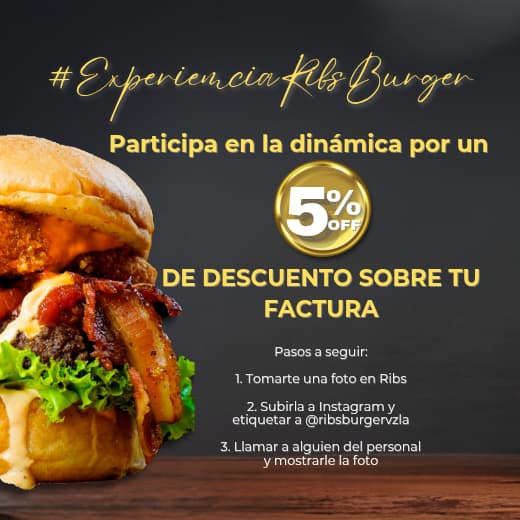 #ExperiemciaRibsBurger
Participa en la dinámica por un
5%
OFF
DE DESCUENTO SOBRE TU
FACTURA
Pasos a seguir:
1. Tomarte una foto en Ribs
2. Subirla a Instagram y
etiquetar a @ribsburgervzla
3. Llamar a alguien del personal
y mostrarle la foto